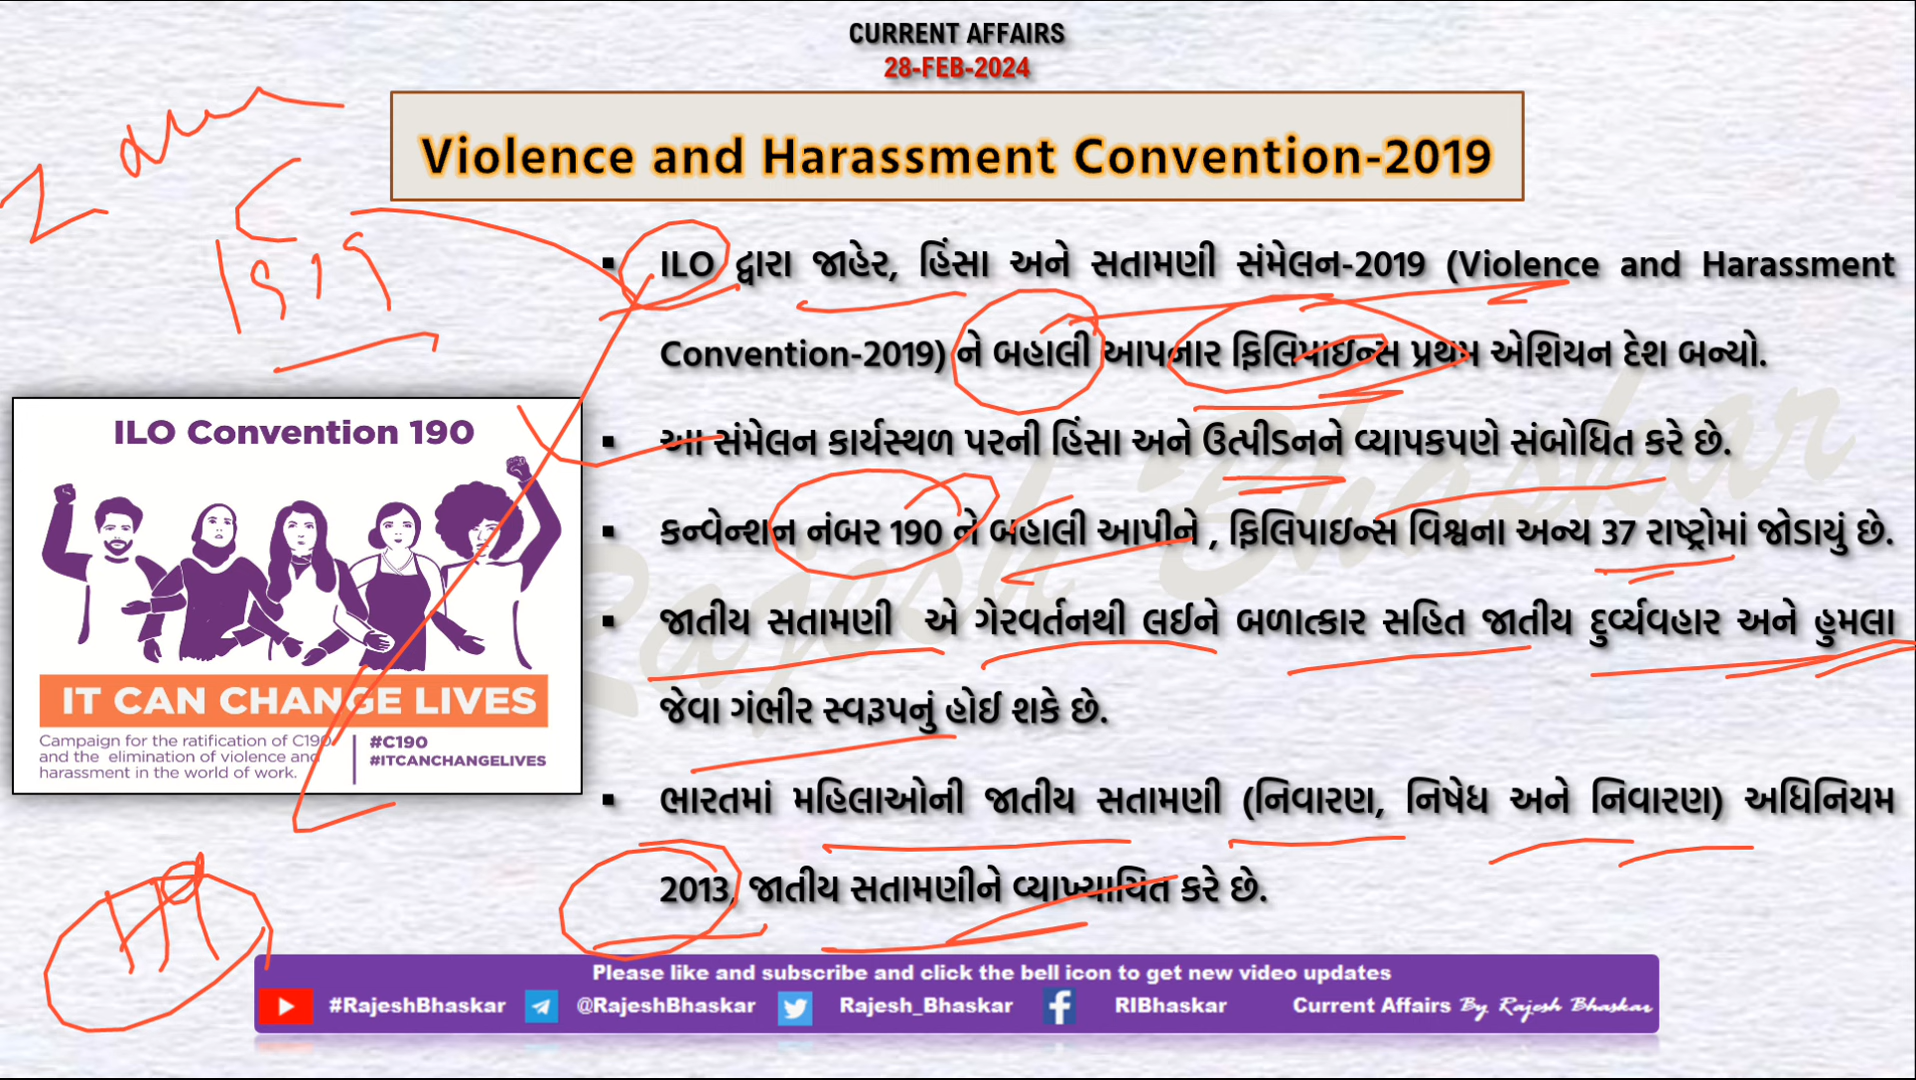 CURRENT AFFAIRS
28-FEB-2024
Violence and Harassment Convention-2019
▪ ILO દ્વારા જાહેર, હિંસા અને સતામણી સંમેલન-2019 (Violence and Harassment
Convention-2019) ને બહાલી આપનાર ફિલિપાઇન્સ પ્રથમ એશિયન દેશ બન્યો.
▪ આ સંમેલન કાર્યસ્થળ પરની હિંસા અને ઉત્પીડનને વ્યાપકપણે સંબોધિત કરે છે.
▪ કન્વેન્શન નંબર 190 ને બહાલી આપીને , ફિલિપાઇન્સ વિશ્વના અન્ય 37 રાષ્ટ્રોમાં જોડાયું છે.
▪ જાતીય સતામણી એ ગેરવર્તનથી લઈને બળાત્કાર સહિત જાતીય દુર્વ્યવહાર અને હુમલા
જેવા ગંભીર સ્વરૂપનું હોઈ શકે છે.
▪ ભારતમાં મહિલાઓની જાતીય સતામણી (નિવારણ, નિષેધ અને નિવારણ) અધિનિયમ
2013, જાતીય સતામણીને વ્યાખ્યાયિત કરે છે.
ILO Convention 190
IT CAN CHANGE LIVES
Campaign for the ratification of C190
and the elimination of violence and
harassment in the world of work.
#C190
#ITCANCHANGELIVES
Rajesh Bhaskar
1919
Please like and subscribe and click the bell icon to get new video updates
#RajeshBhaskar @RajeshBhaskar Rajesh_Bhaskar RIBhaskar Current Affairs By Rajesh Bhaskar